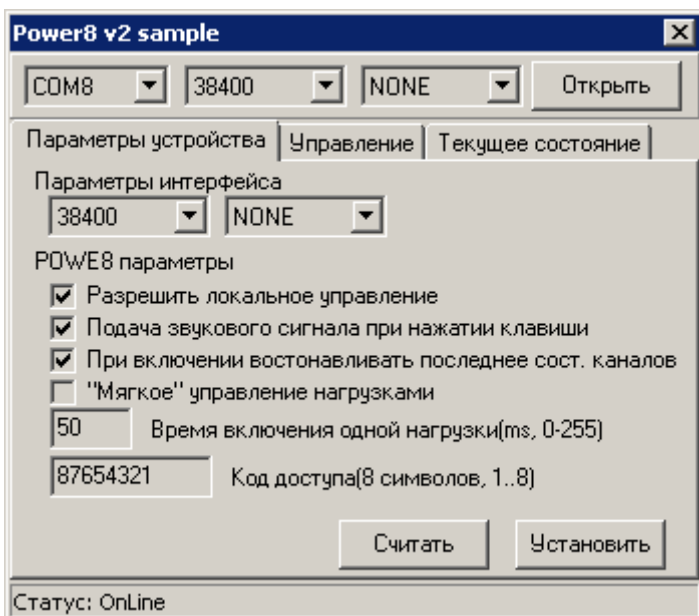 Power8 v2 sample
COM8 38400 NONE Открыть
Параметры устройства Управление Текущее состояние
Параметры интерфейса
38400 NONE
POWE8 параметры
Разрешить локальное управление
Подача звукового сигнала при нажатии клавиши
При включении востонавливать последнее сост. каналов
"Мягкое" управление нагрузками
50 Время включения одной нагрузки(ms, 0-255)
87654321 Код доступа(8 символов, 1..8)
Считать Установить
Статус: OnLine